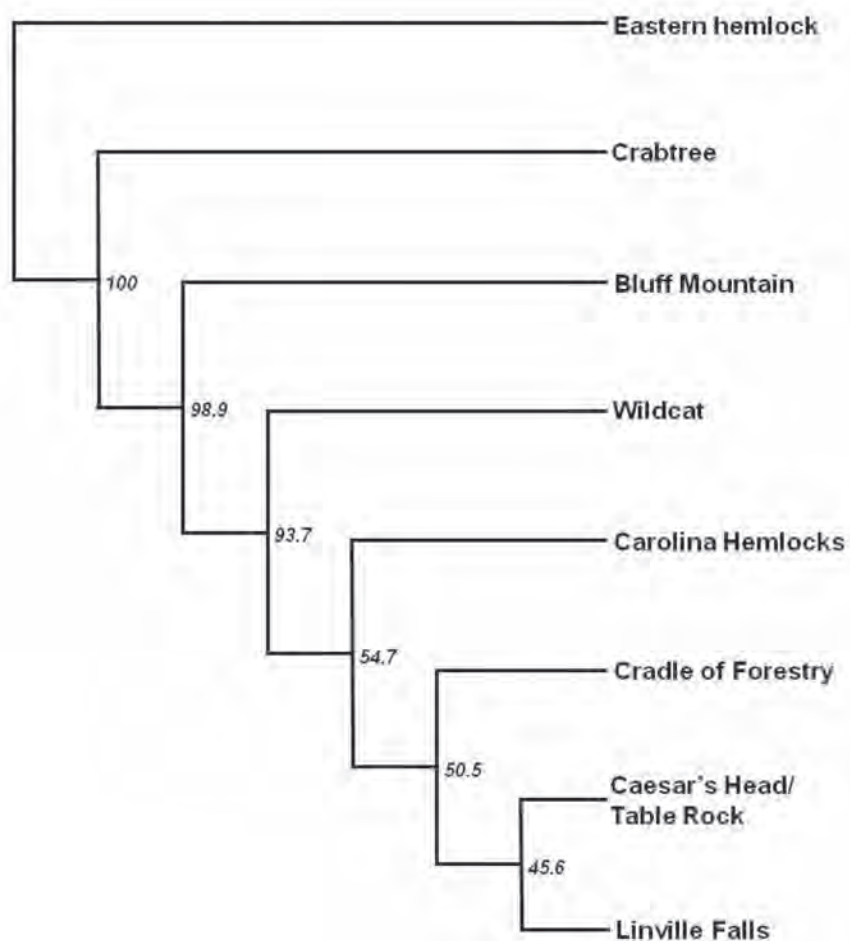 Eastern hemlock
Crabtree
100
Bluff Mountain
98.9
Wildcat
93.7
Carolina Hemlocks
54.7
Cradle of Forestry
50.5
Caesar's Head/
Table Rock
45.6
Linville Falls